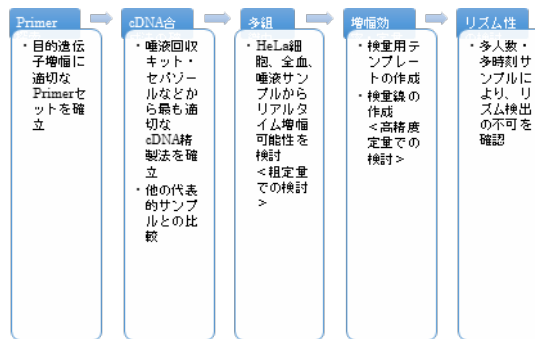 Primer
・目的遺伝
子増幅に
適切な
Primerセ
ットを確
立
cDNA合
・唾液回収
キット・
セパゾー
ルなどか
ら最も適
切な
cDNA精
製法を確
立
・他の代表
的サンプ
ルとの比
較
多組
・HeLa細
胞、全血、
唾液サン
プルから
リアルタ
イム増幅
可能性を
検討
<粗定量
での検討
>
増幅効
・検量用テ
ンプレー
トの作成
・検量線の
作成
<高精度
定量での
検討>
リズム性
・多人数・
多時刻サ
ンプルに
より、リ
ズム検出
の不可を
確認